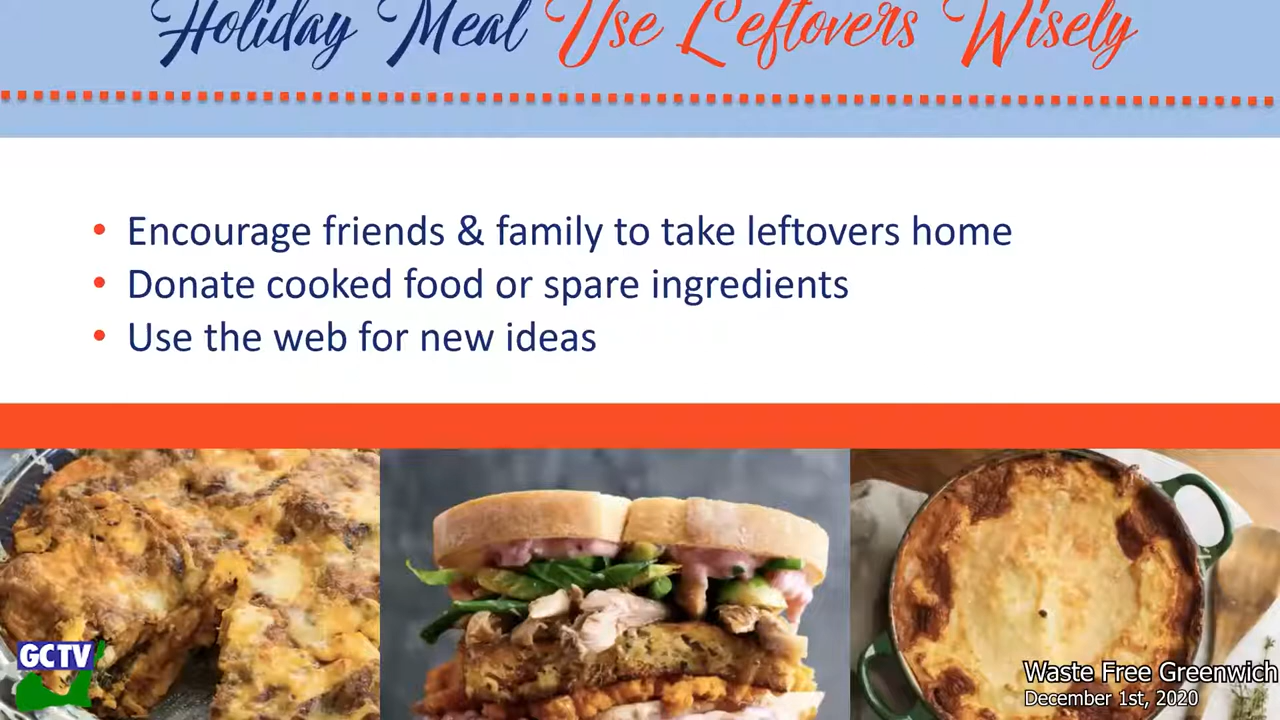 Holiday Meal Use Leftovers Wisely
• Encourage friends & family to take leftovers home
• Donate cooked food or spare ingredients
• Use the web for new ideas
GCTV
Waste Free Greenwich
December 1st, 2020